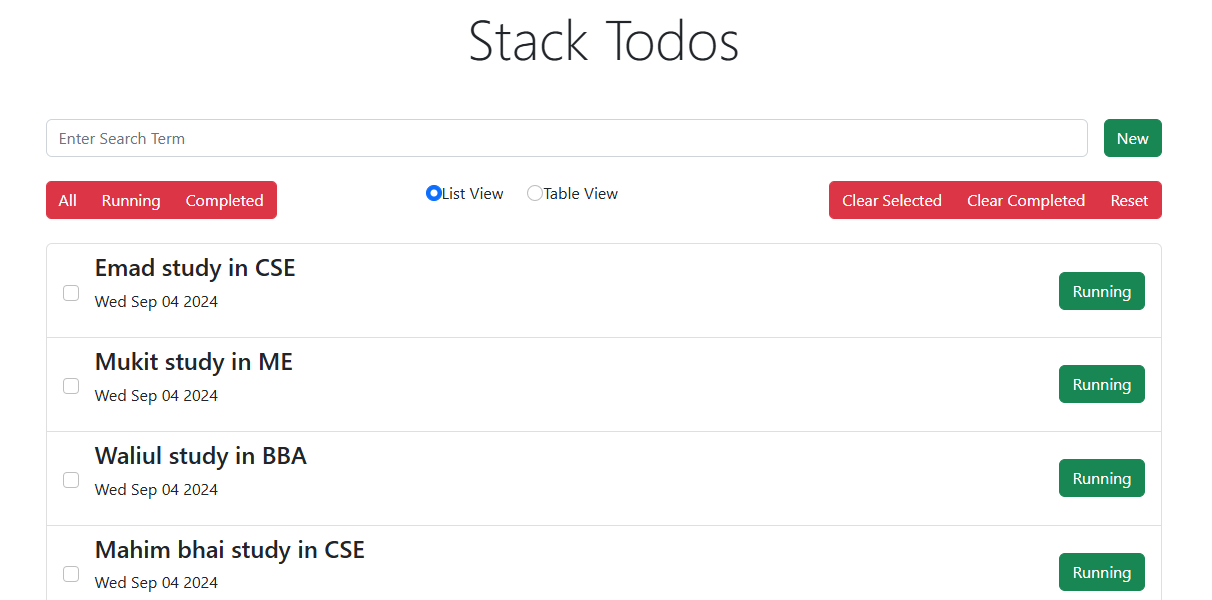 Stack Todos
Enter Search Term
New
All Running Completed
List View Table View
Clear Selected Clear Completed Reset
Emad study in CSE
Wed Sep 04 2024
Running
Mukit study in ME
Wed Sep 04 2024
Running
Waliul study in BBA
Wed Sep 04 2024
Running
Mahim bhai study in CSE
Wed Sep 04 2024
Running